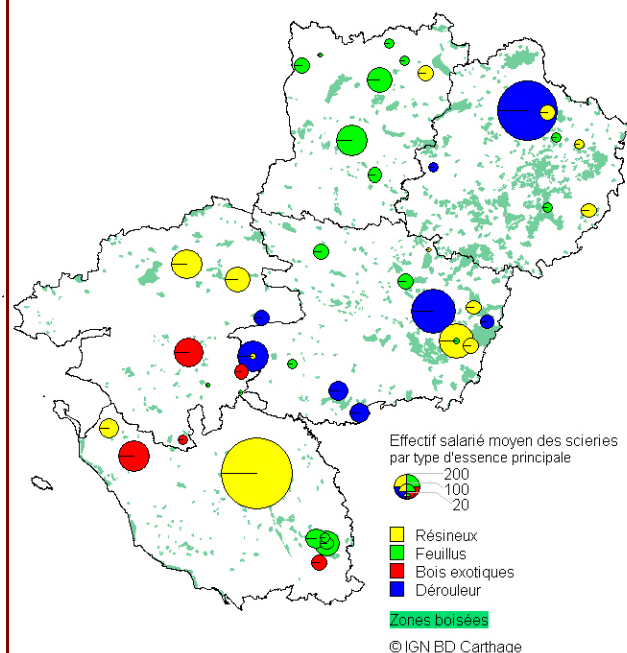 Effectif salarié moyen des scieries
par type d'essence principale
200
100
20
Résineux
Feuillus
Bois exotiques
Dérouleur
Zones boisées
© IGN BD Carthage